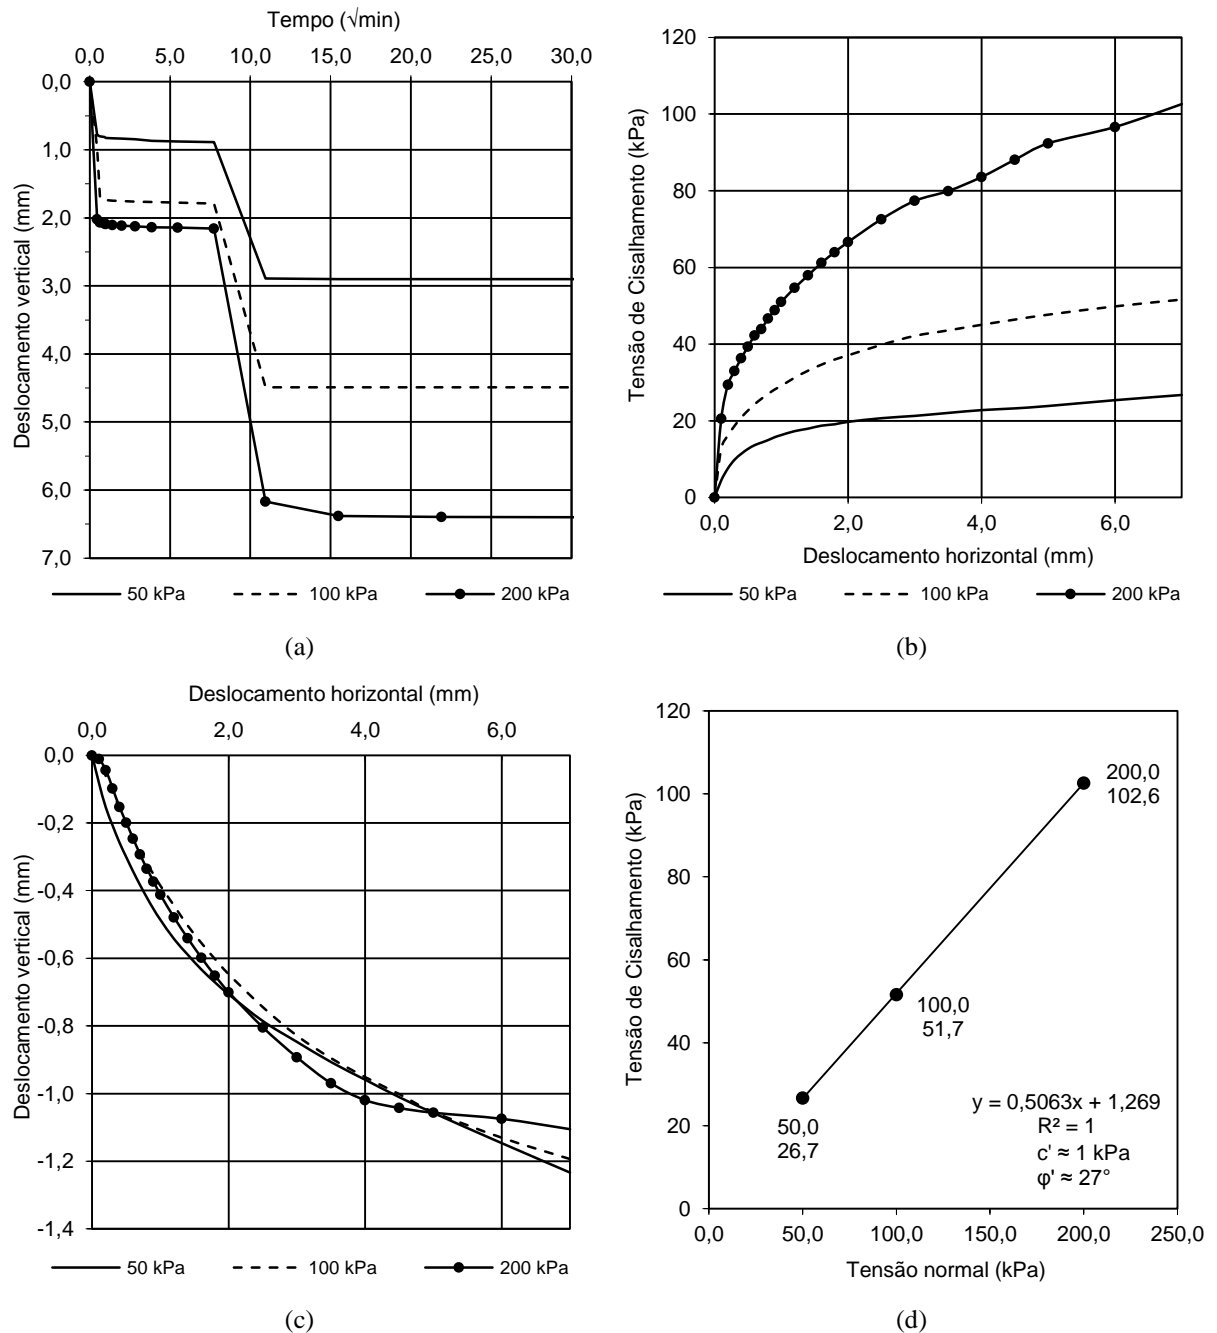 Tempo (√min)
0,0 5,0 10,0 15,0 20,0 25,0 30,0
0,0
1,0
2,0
3,0
4,0
5,0
6,0
7,0
Deslocamento vertical (mm)
50 kPa 100 kPa 200 kPa
(a)
120
100
80
60
40
20
0
Tensão de Cisalhamento (kPa)
0,0 2,0 4,0 6,0
Deslocamento horizontal (mm)
50 kPa 100 kPa 200 kPa
(b)
Deslocamento horizontal (mm)
0,0 2,0 4,0 6,0
0,0
-0,2
-0,4
-0,6
-0,8
-1,0
-1,2
-1,4
Deslocamento vertical (mm)
50 kPa 100 kPa 200 kPa
(c)
120
100
80
60
40
20
0
Tensão de Cisalhamento (kPa)
200,0
102,6
100,0
51,7
50,0
26,7
y = 0,5063x + 1,269
R² = 1
c' ≈ 1 kPa
φ' ≈ 27°
0,0 50,0 100,0 150,0 200,0 250,0
Tensão normal (kPa)
(d)